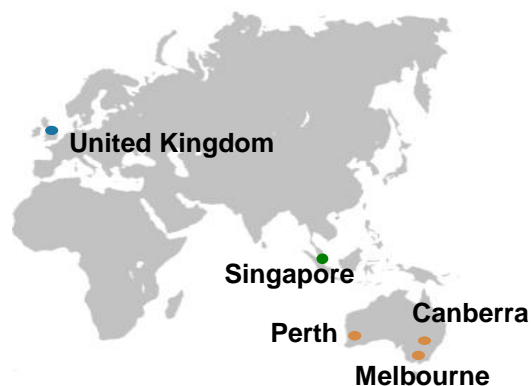 United Kingdom
Singapore
Canberra
Perth
Melbourne